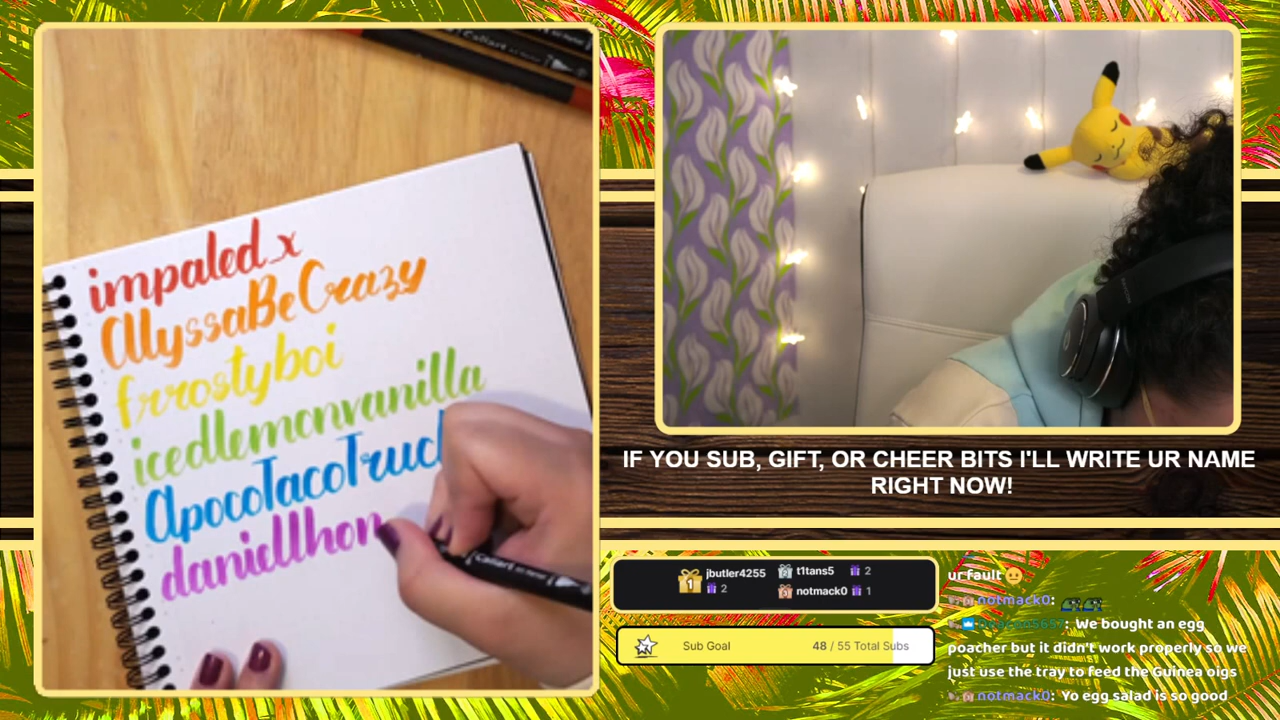 impaled_x
AlyssaBeCrazy
frrostyboi
icedlemonvanilla
ApocoTacoTruck
daniellhon
IF YOU SUB, GIFT, OR CHEER BITS I'LL WRITE UR NAME
RIGHT NOW!
1 jbutler4255
2
t1tans5 2
notmack0 1
Sub Goal 48 / 55 Total Subs
ur fault
notmack0:
: We bought an egg
poacher but it didn't work properly so we
just use the tray to feed the Guinea oigs
notmack0: Yo egg salad is so good